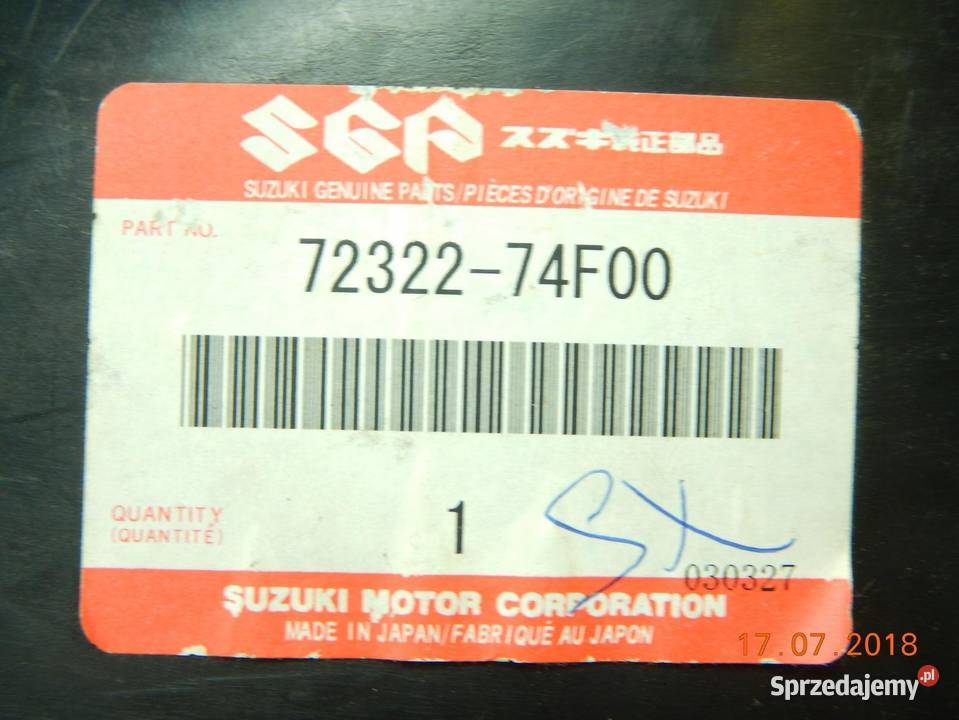 SGP スズキ純正部品
SUZUKI GENUINE PARTS/PIÈCES D'ORIGINE DE SUZUKI
PART NO.
72322-74F00
QUANTITY
(QUANTITÉ)
1
SX
030327
SUZUKI MOTOR CORPORATION
MADE IN JAPAN/FABRIQUÉ AU JAPON
17.07.2018
Sprzedajemy.pl